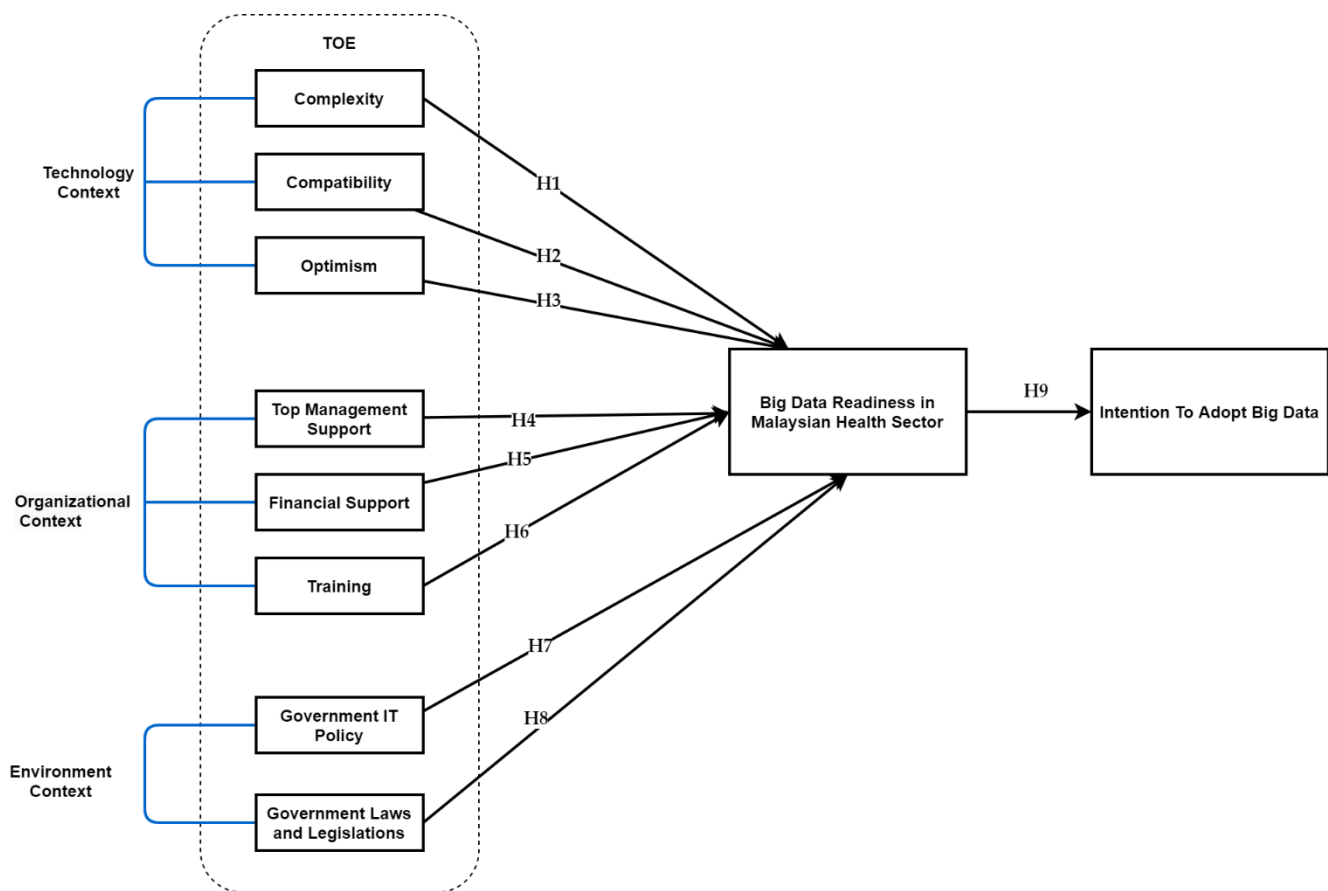 TOE
Complexity
H1
Technology
Context
Compatibility
H2
Optimism
H3
Top Management
Support
H4
Organizational
Context
Financial Support
H5
Training
H6
Big Data Readiness in
Malaysian Health Sector
H9
Intention To Adopt Big Data
Environment
Context
Government IT
Policy
H7
Government Laws
and Legislations
H8